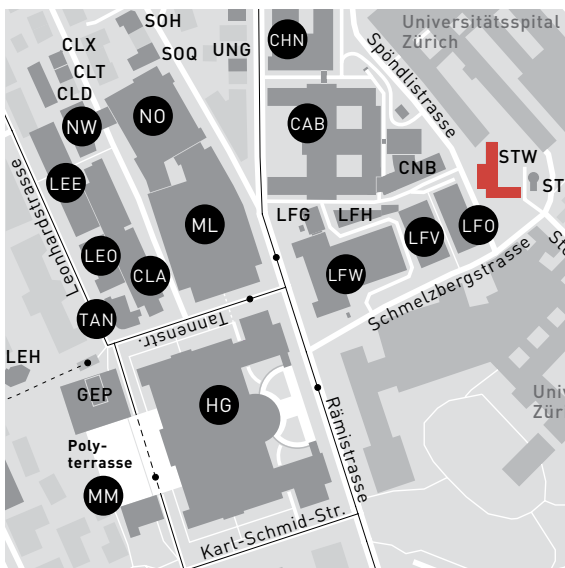 SOH
CLX
SOQ
UNG
CHN
Universitätsspital
Zürich
CLT
CLD
Spöndlistrasse
NW
NO
CAB
STW
CNB
LEE
ST
Leonhardstrasse
ML
LFG
LFH
LFV
LFO
LEO
CLA
LFW
TAN
Tannenstr.
Schmelzbergstrasse
LEH
GEP
HG
Rämistrasse
Poly-
terrasse
MM
Karl-Schmid-Str.